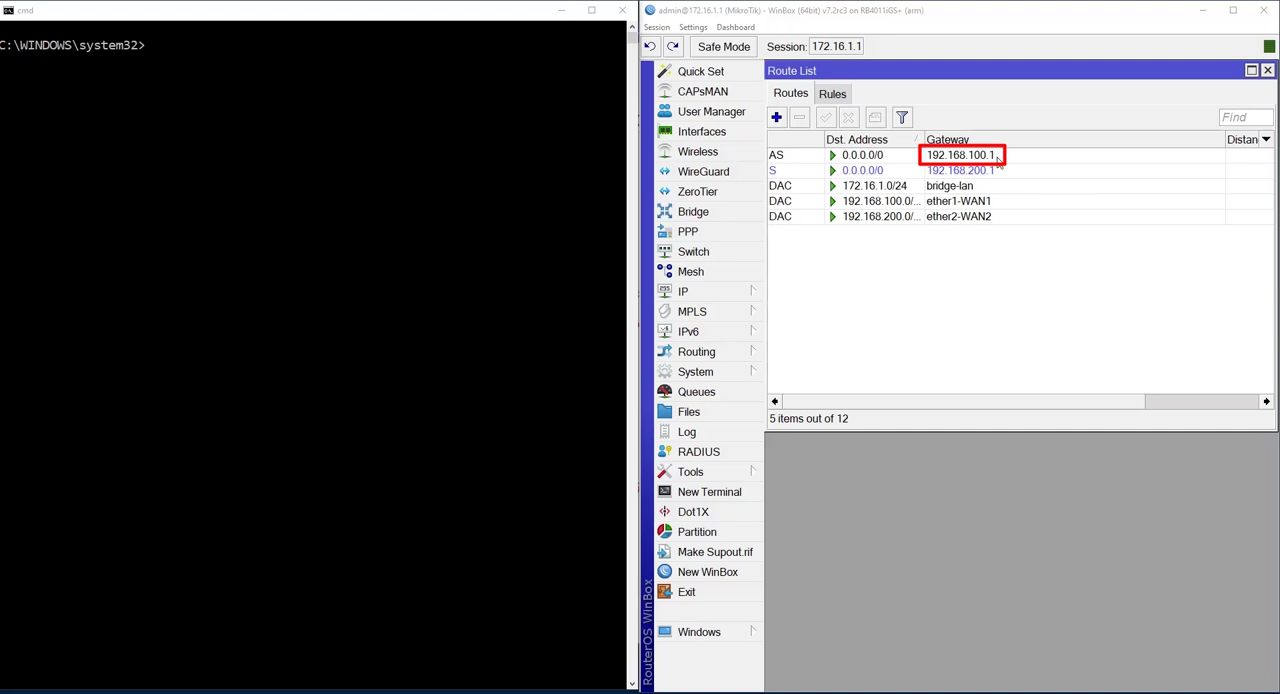 cmd
C:\WINDOWS\system32>
admin@172.16.1.1 (MikroTik) - WinBox (64bit) v7.2rc3 on RB4011iGS+ (arm)
Session Settings Dashboard
Safe Mode Session: 172.16.1.1
Quick Set
CAPsMAN
User Manager
Interfaces
Wireless
WireGuard
ZeroTier
Bridge
PPP
Switch
Mesh
IP
MPLS
IPv6
Routing
System
Queues
Files
Log
RADIUS
Tools
New Terminal
Dot1X
Partition
Make Supout.rif
New WinBox
Exit
Windows
RouterOS WinBox
Route List
Routes Rules
Find
Dst. Address Gateway Distan
AS 0.0.0.0/0 192.168.100.1
S 0.0.0.0/0 192.168.200.1
DAC 172.16.1.0/24 bridge-lan
DAC 192.168.100.0/... ether1-WAN1
DAC 192.168.200.0/... ether2-WAN2
5 items out of 12